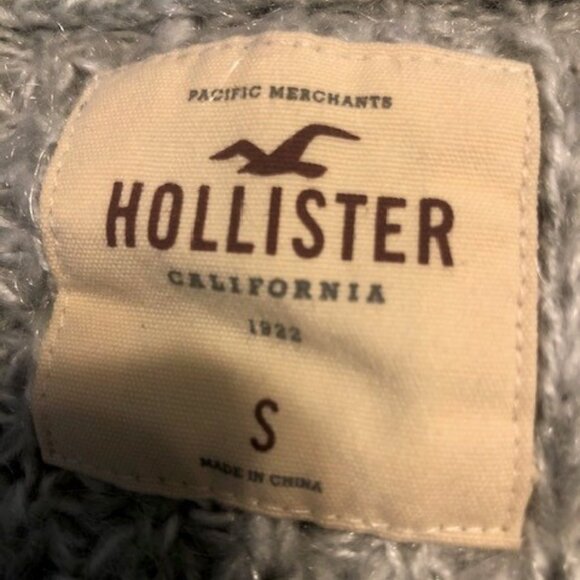 PACIFIC MERCHANTS
HOLLISTER
CALIFORNIA
1922
S
MADE IN CHINA